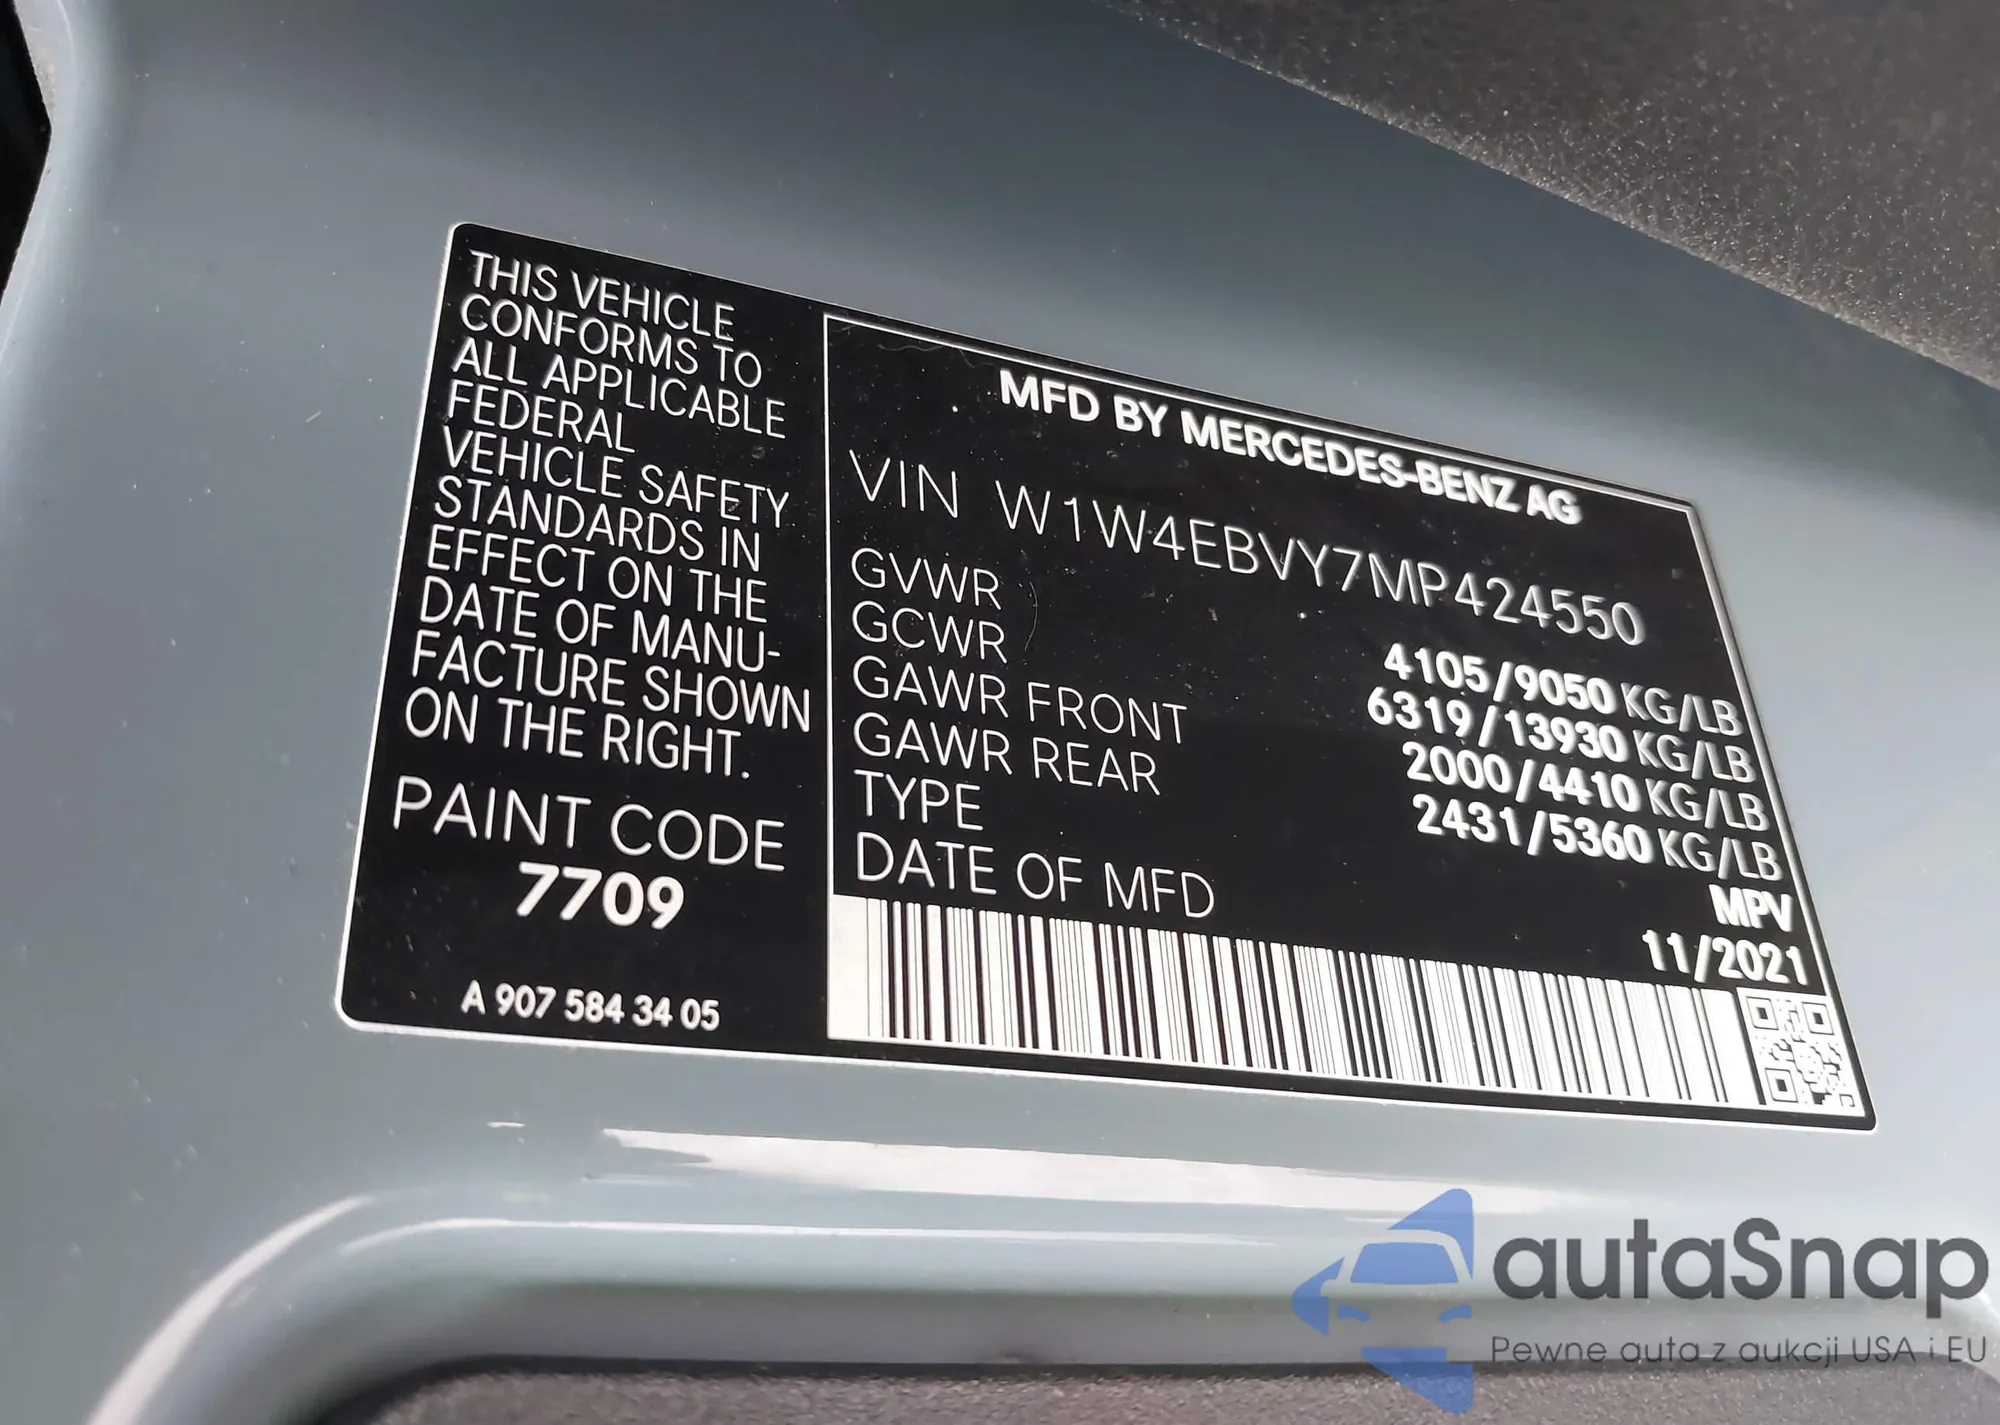 THIS VEHICLE
CONFORMS TO
ALL APPLICABLE
FEDERAL
VEHICLE SAFETY
STANDARDS IN
EFFECT ON THE
DATE OF MANU-
FACTURE SHOWN
ON THE RIGHT.
PAINT CODE
7709
A 907 584 34 05
MFD BY MERCEDES-BENZ AG
VIN W1W4EBVY7MP424550
GVWR 4105/9050 KG/LB
GCWR 6319/13930 KG/LB
GAWR FRONT 2000/4410 KG/LB
GAWR REAR 2431/5360 KG/LB
TYPE MPV
DATE OF MFD 11/2021
autaSnap
Pewne auta z aukcji USA i EU